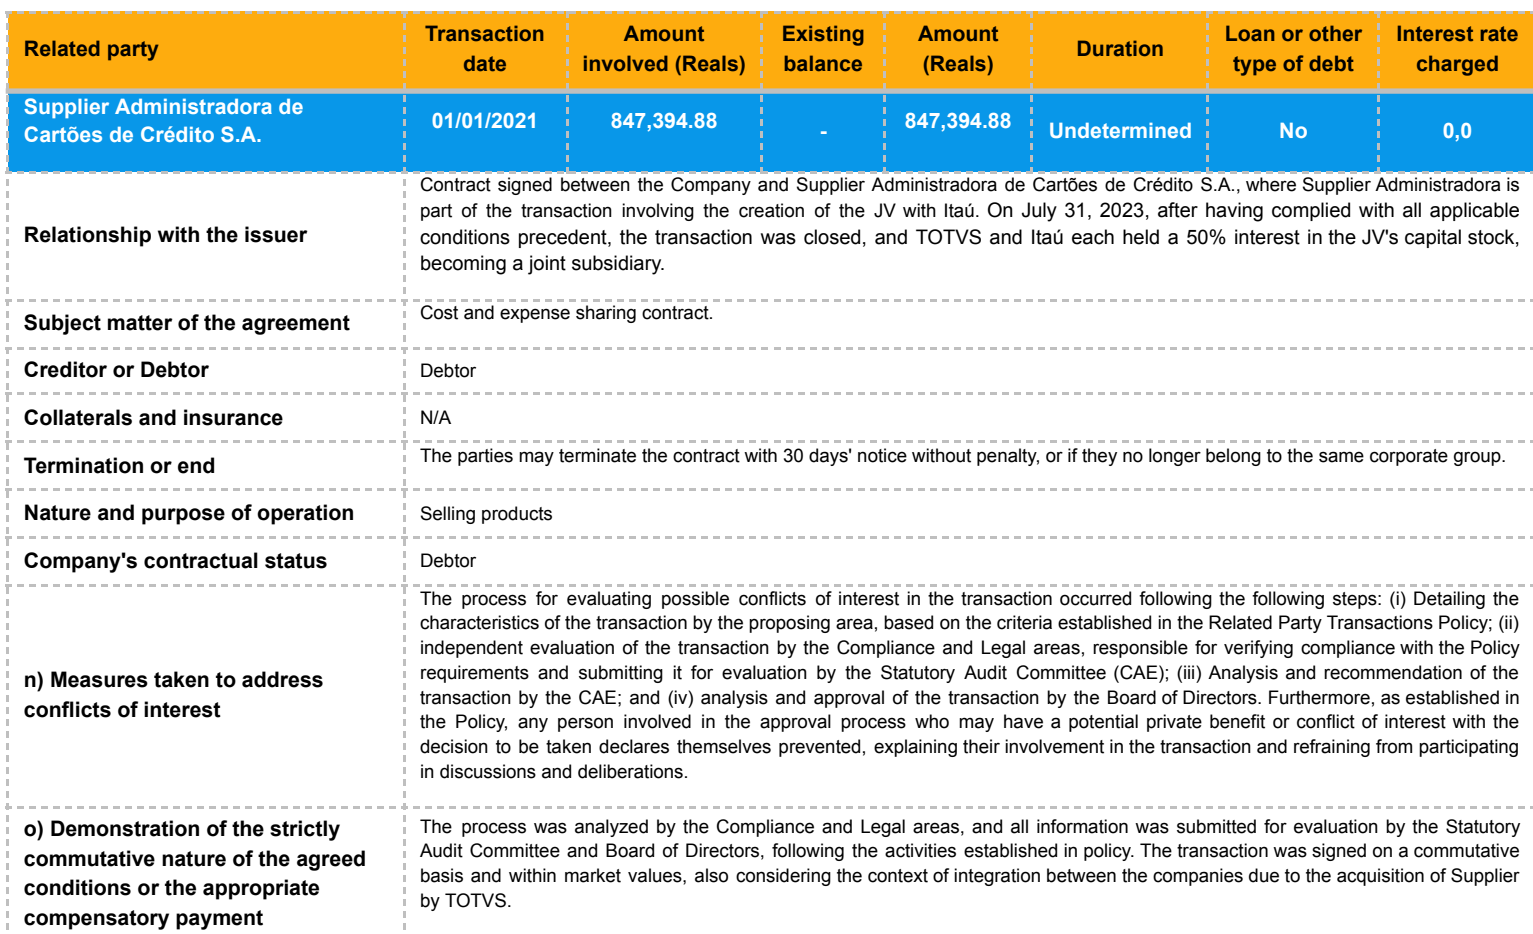 Related party
Transaction date
Amount involved (Reals)
Existing balance
Amount (Reals)
Duration
Loan or other type of debt
Interest rate charged
Supplier Administradora de
Cartões de Crédito S.A.
01/01/2021
847,394.88
-
847,394.88
Undetermined
No
0,0
Relationship with the issuer
Contract signed between the Company and Supplier Administradora de Cartões de Crédito S.A., where Supplier Administradora is
part of the transaction involving the creation of the JV with Itaú. On July 31, 2023, after having complied with all applicable
conditions precedent, the transaction was closed, and TOTVS and Itaú each held a 50% interest in the JV's capital stock,
becoming a joint subsidiary.
Subject matter of the agreement
Cost and expense sharing contract.
Creditor or Debtor
Debtor
Collaterals and insurance
N/A
Termination or end
The parties may terminate the contract with 30 days' notice without penalty, or if they no longer belong to the same corporate group.
Nature and purpose of operation
Selling products
Company's contractual status
Debtor
n) Measures taken to address
conflicts of interest
The process for evaluating possible conflicts of interest in the transaction occurred following the following steps: (i) Detailing the
characteristics of the transaction by the proposing area, based on the criteria established in the Related Party Transactions Policy; (ii)
independent evaluation of the transaction by the Compliance and Legal areas, responsible for verifying compliance with the Policy
requirements and submitting it for evaluation by the Statutory Audit Committee (CAE); (iii) Analysis and recommendation of the
transaction by the CAE; and (iv) analysis and approval of the transaction by the Board of Directors. Furthermore, as established in
the Policy, any person involved in the approval process who may have a potential private benefit or conflict of interest with the
decision to be taken declares themselves prevented, explaining their involvement in the transaction and refraining from participating
in discussions and deliberations.
o) Demonstration of the strictly
commutative nature of the agreed
conditions or the appropriate
compensatory payment
The process was analyzed by the Compliance and Legal areas, and all information was submitted for evaluation by the Statutory
Audit Committee and Board of Directors, following the activities established in policy. The transaction was signed on a commutative
basis and within market values, also considering the context of integration between the companies due to the acquisition of Supplier
by TOTVS.